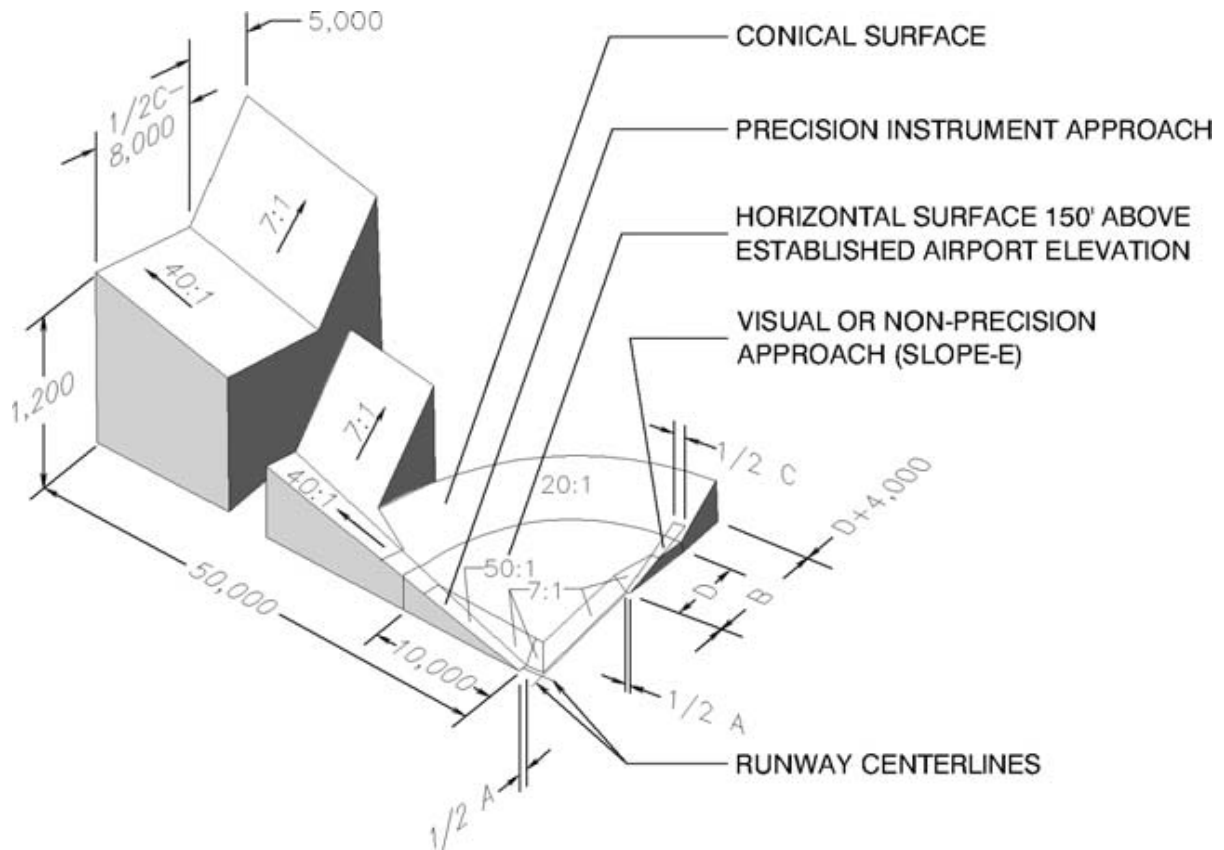 5,000
CONICAL SURFACE
1/2C-
8,000
PRECISION INSTRUMENT APPROACH
7:1
HORIZONTAL SURFACE 150' ABOVE
ESTABLISHED AIRPORT ELEVATION
40:1
VISUAL OR NON-PRECISION
APPROACH (SLOPE-E)
1,200
7:1
1/2 C
40:1
20:1
D+4,000
50:1
7:1
D
B
50,000
10,000
1/2 A
RUNWAY CENTERLINES
1/2 A